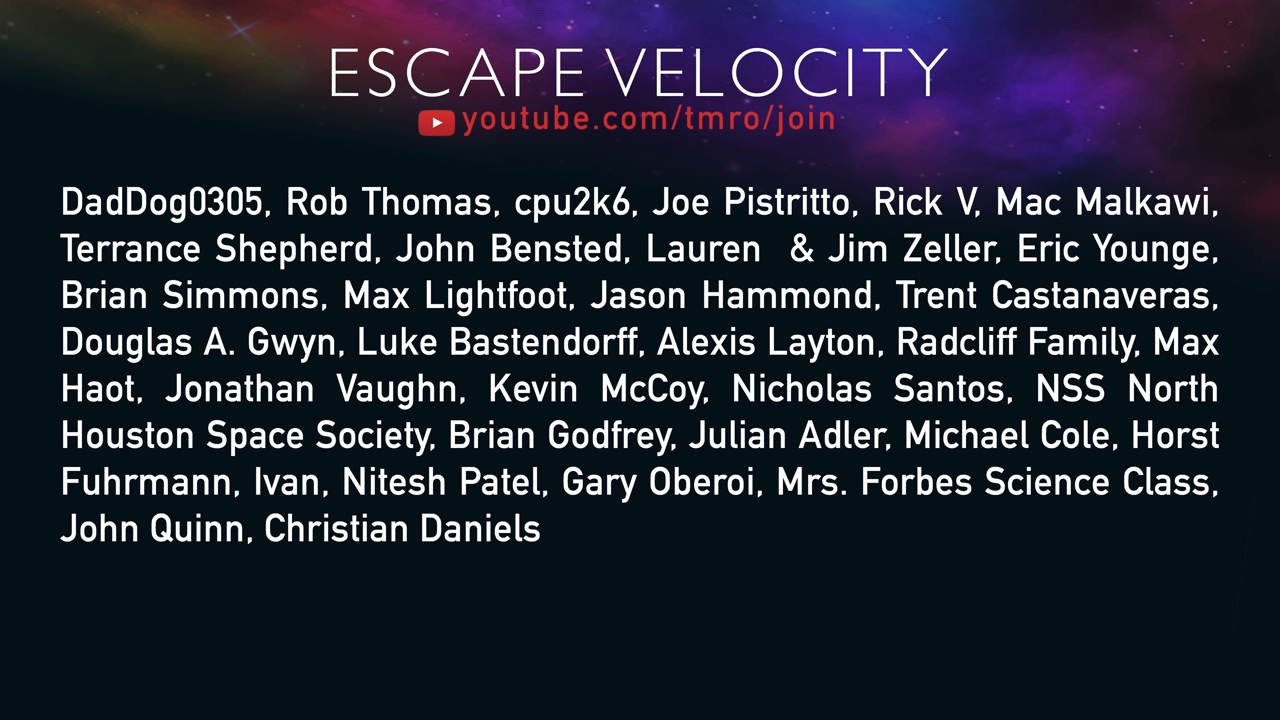 ESCAPE VELOCITY
youtube.com/tmro/join
DadDog0305, Rob Thomas, cpu2k6, Joe Pistritto, Rick V, Mac Malkawi,
Terrance Shepherd, John Bensted, Lauren  & Jim Zeller, Eric Younge,
Brian Simmons, Max Lightfoot, Jason Hammond, Trent Castanaveras,
Douglas A. Gwyn, Luke Bastendorff, Alexis Layton, Radcliff Family, Max
Haot, Jonathan Vaughn, Kevin McCoy, Nicholas Santos, NSS North
Houston Space Society, Brian Godfrey, Julian Adler, Michael Cole, Horst
Fuhrmann, Ivan, Nitesh Patel, Gary Oberoi, Mrs. Forbes Science Class,
John Quinn, Christian Daniels